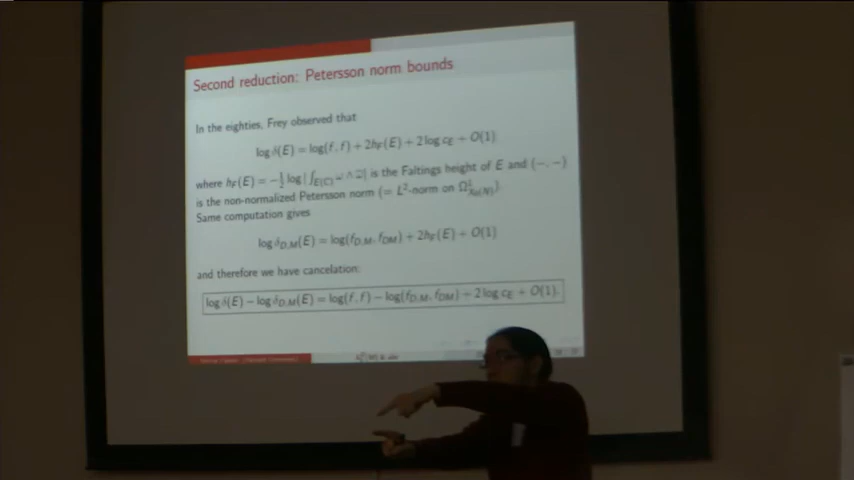 Second reduction: Petersson norm bounds
In the eighties, Frey observed that
log δ(E) = log(f, f) + 2h_F(E) + 2 log c_E + O(1)
where h_F(E) = −½ log |∫_{E(C)} ω ∧ ω̅| is the Faltings height of E and (−, −)
is the non-normalized Petersson norm (= L²-norm on Ω¹_{X₀(N)}).
Same computation gives
log δ_{D,M}(E) = log(f_{D,M}, f_{DM}) + 2h_F(E) + O(1)
and therefore we have cancelation:
log δ(E) − log δ_{D,M}(E) = log(f, f) − log(f_{D,M}, f_{DM}) + 2 log c_E + O(1).